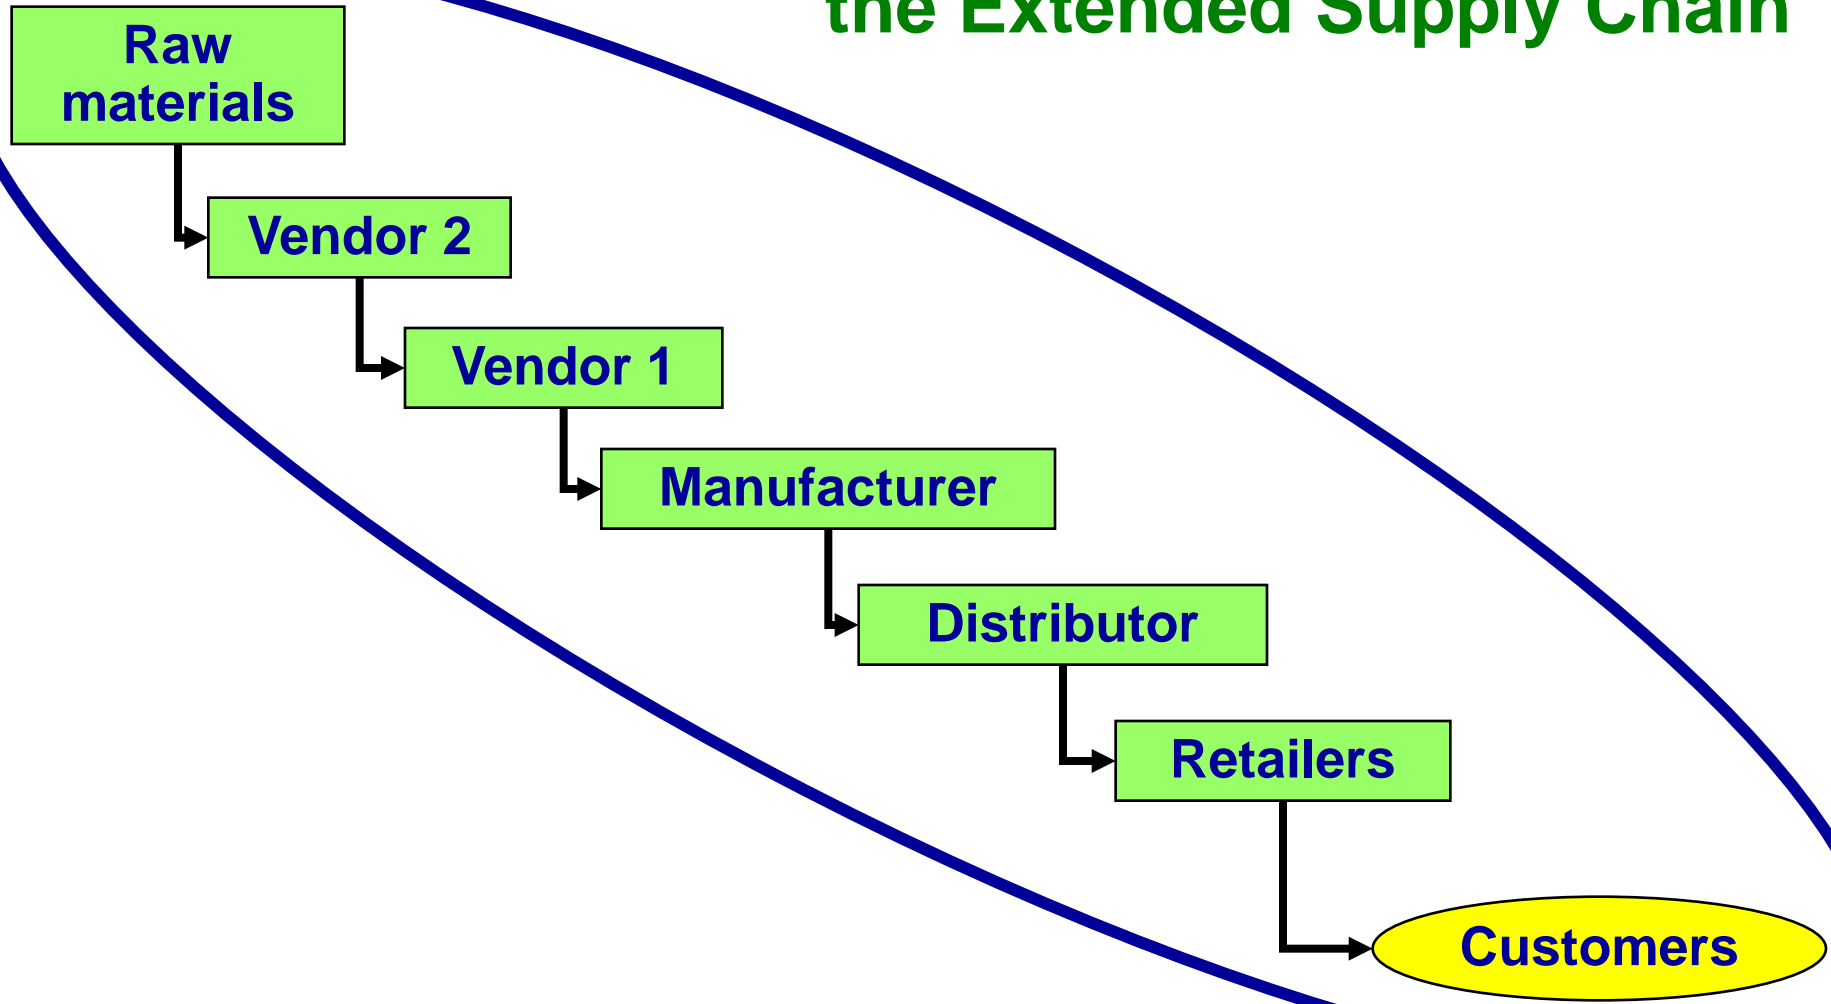 the Extended Supply Chain
Raw
materials
Vendor 2
Vendor 1
Manufacturer
Distributor
Retailers
Customers